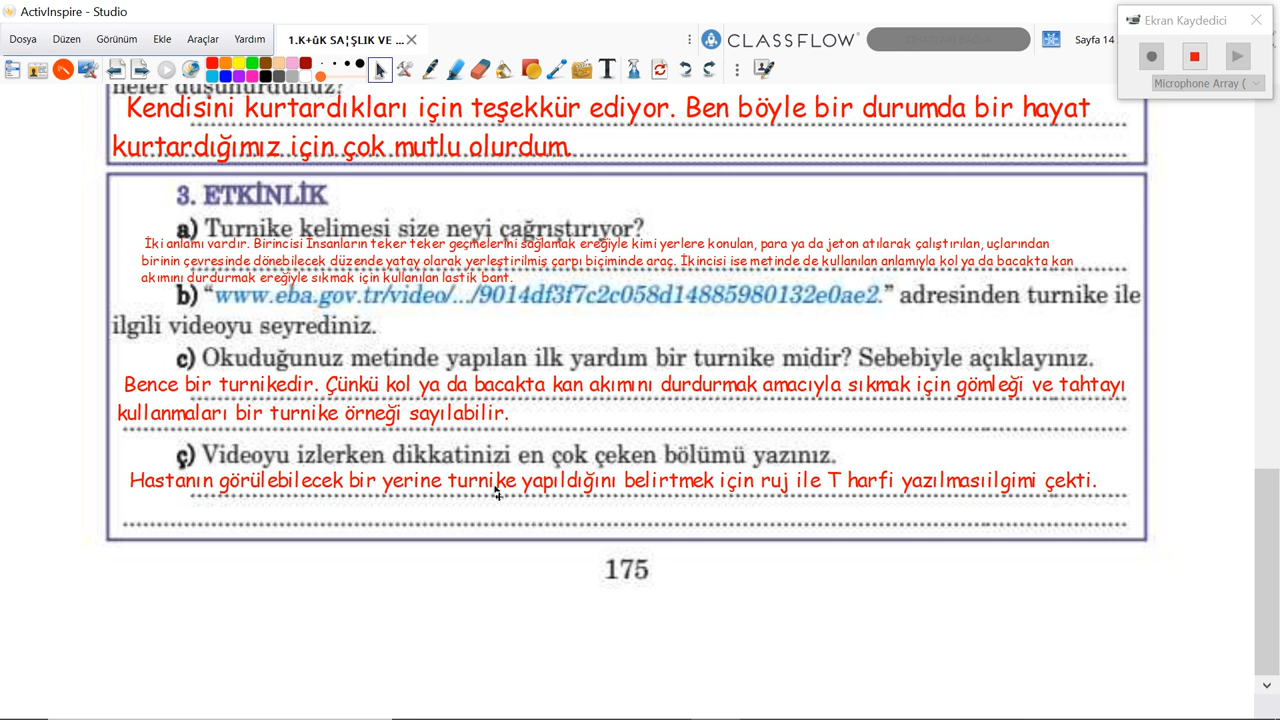 ActivInspire - Studio
Ekran Kaydedici
Dosya Düzen Görünüm Ekle Araçlar Yardım 1.K+ûK SA¦ŞLIK VE ... CLASSFLOW Sayfa 14
Microphone Array (
neler düşünürdünüz?
Kendisini kurtardıkları için teşekkür ediyor. Ben böyle bir durumda bir hayat
kurtardığımız için çok mutlu olurdum.
3. ETKİNLİK
a) Turnike kelimesi size neyi çağrıştırıyor?
İki anlamı vardır. Birincisi İnsanların teker teker geçmelerini sağlamak ereğiyle kimi yerlere konulan, para ya da jeton atılarak çalıştırılan, uçlarından
birinin çevresinde dönebilecek düzende yatay olarak yerleştirilmiş çarpı biçiminde araç. İkincisi ise metinde de kullanılan anlamıyla kol ya da bacakta kan
akımını durdurmak ereğiyle sıkmak için kullanılan lastik bant.
b) “www.eba.gov.tr/video/.../9014df3f7c2c058d14885980132e0ae2.” adresinden turnike ile
ilgili videoyu seyrediniz.
c) Okuduğunuz metinde yapılan ilk yardım bir turnike midir? Sebebiyle açıklayınız.
Bence bir turnikedir. Çünkü kol ya da bacakta kan akımını durdurmak amacıyla sıkmak için gömleği ve tahtayı
kullanmaları bir turnike örneği sayılabilir.
ç) Videoyu izlerken dikkatinizi en çok çeken bölümü yazınız.
Hastanın görülebilecek bir yerine turnike yapıldığını belirtmek için ruj ile T harfi yazılmasıilgimi çekti.
175